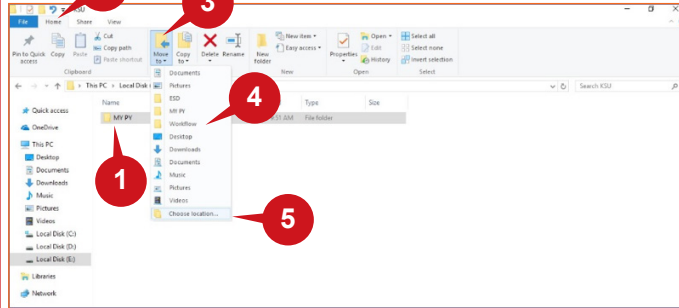 KSU
File Home Share View
Pin to Quick access Copy Paste Cut Copy path Paste shortcut
Move to Copy to Delete Rename New folder New item Easy access Properties Open Edit History Select all Select none Invert selection
Clipboard New Open Select
This PC Local Disk Search KSU
Name Type Size
MY PY 9:51 AM File folder
Quick access
OneDrive
This PC
Desktop
Documents
Downloads
Music
Pictures
Videos
Local Disk (C:)
Local Disk (D:)
Local Disk (E:)
Libraries
Network
Documents
Pictures
ESD
MY PY
Workflow
Desktop
Downloads
Documents
Music
Pictures
Videos
Choose location...
3
4
1
5